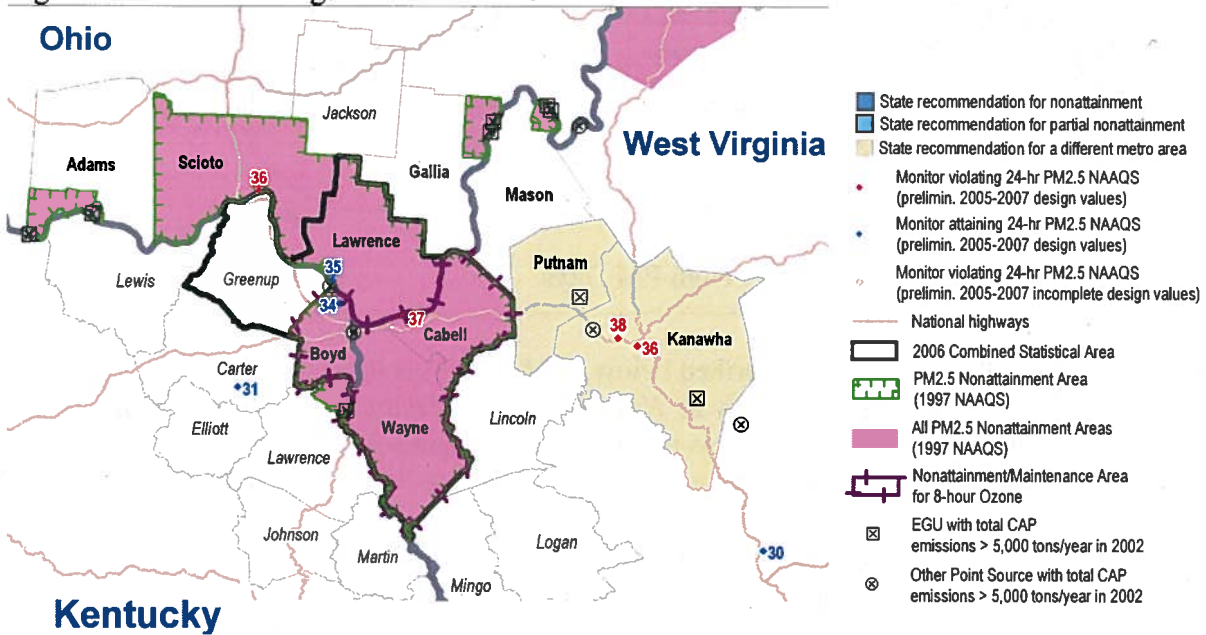 Ohio
Jackson
West Virginia
Adams
Scioto
Gallia
36
Mason
Lawrence
Putnam
Lewis
Greenup
35
34
37
38
36
Kanawha
Cabell
Boyd
Carter
31
Lincoln
Elliott
Wayne
Lawrence
Johnson
Logan
Martin
30
Mingo
Kentucky
State recommendation for nonattainment
State recommendation for partial nonattainment
State recommendation for a different metro area
Monitor violating 24-hr PM2.5 NAAQS
(prelimin. 2005-2007 design values)
Monitor attaining 24-hr PM2.5 NAAQS
(prelimin. 2005-2007 design values)
Monitor violating 24-hr PM2.5 NAAQS
(prelimin. 2005-2007 incomplete design values)
National highways
2006 Combined Statistical Area
PM2.5 Nonattainment Area
(1997 NAAQS)
All PM2.5 Nonattainment Areas
(1997 NAAQS)
Nonattainment/Maintenance Area
for 8-hour Ozone
EGU with total CAP
emissions > 5,000 tons/year in 2002
Other Point Source with total CAP
emissions > 5,000 tons/year in 2002